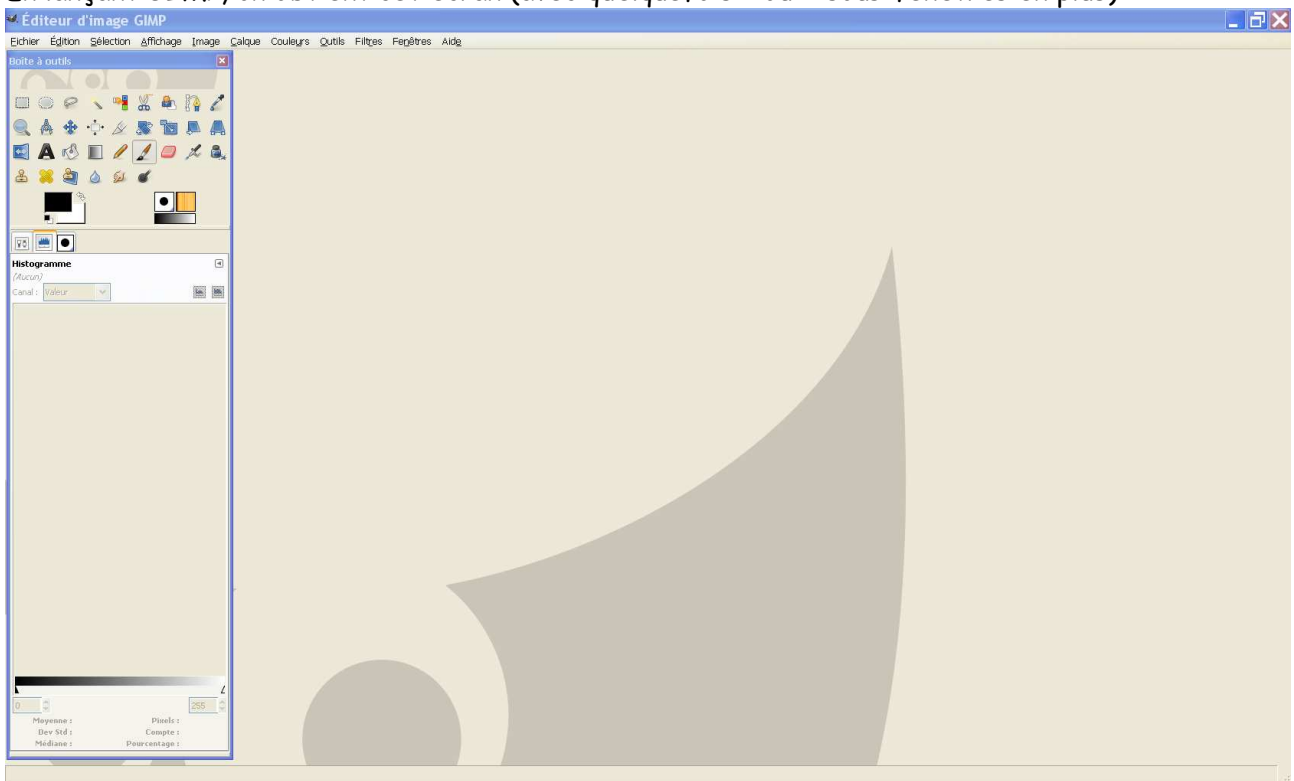 Éditeur d'image GIMP
Fichier Édition Sélection Affichage Image Calque Couleurs Outils Filtres Fenêtres Aide
Boîte à outils
Histogramme
(Aucun)
Canal : Valeur
0 255
Moyenne : Pixels :
Dev Std : Compte :
Médiane : Pourcentage :